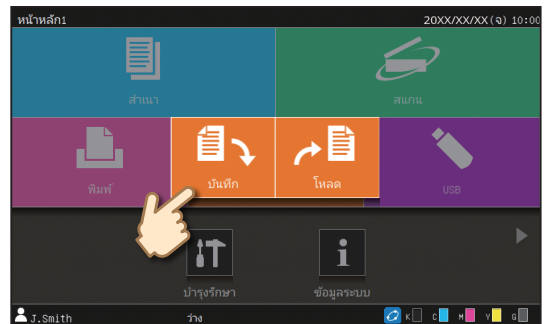 หน้าหลัก1 20XX/XX/XX(จ) 10:00
สำเนา สแกน
พิมพ์ บันทึก โหลด USB
บำรุงรักษา ข้อมูลระบบ
J.Smith ว่าง K C M Y G